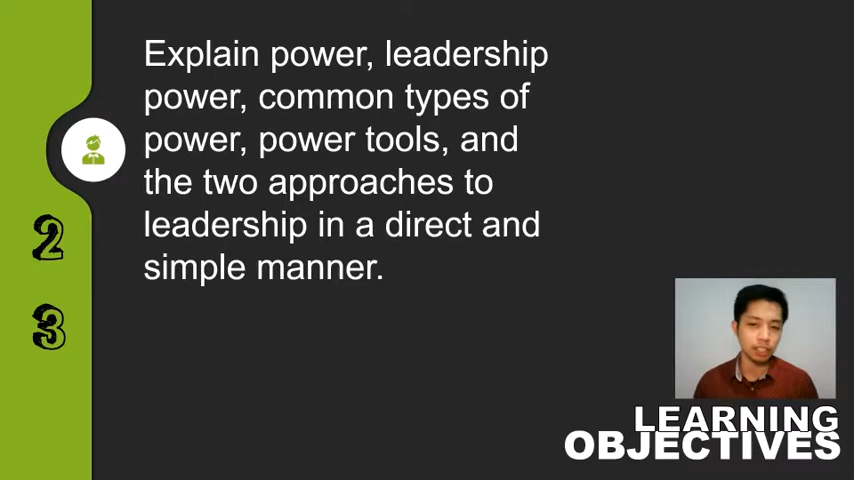 Explain power, leadership
power, common types of
power, power tools, and
the two approaches to
leadership in a direct and
simple manner.
2
3
LEARNING
OBJECTIVES